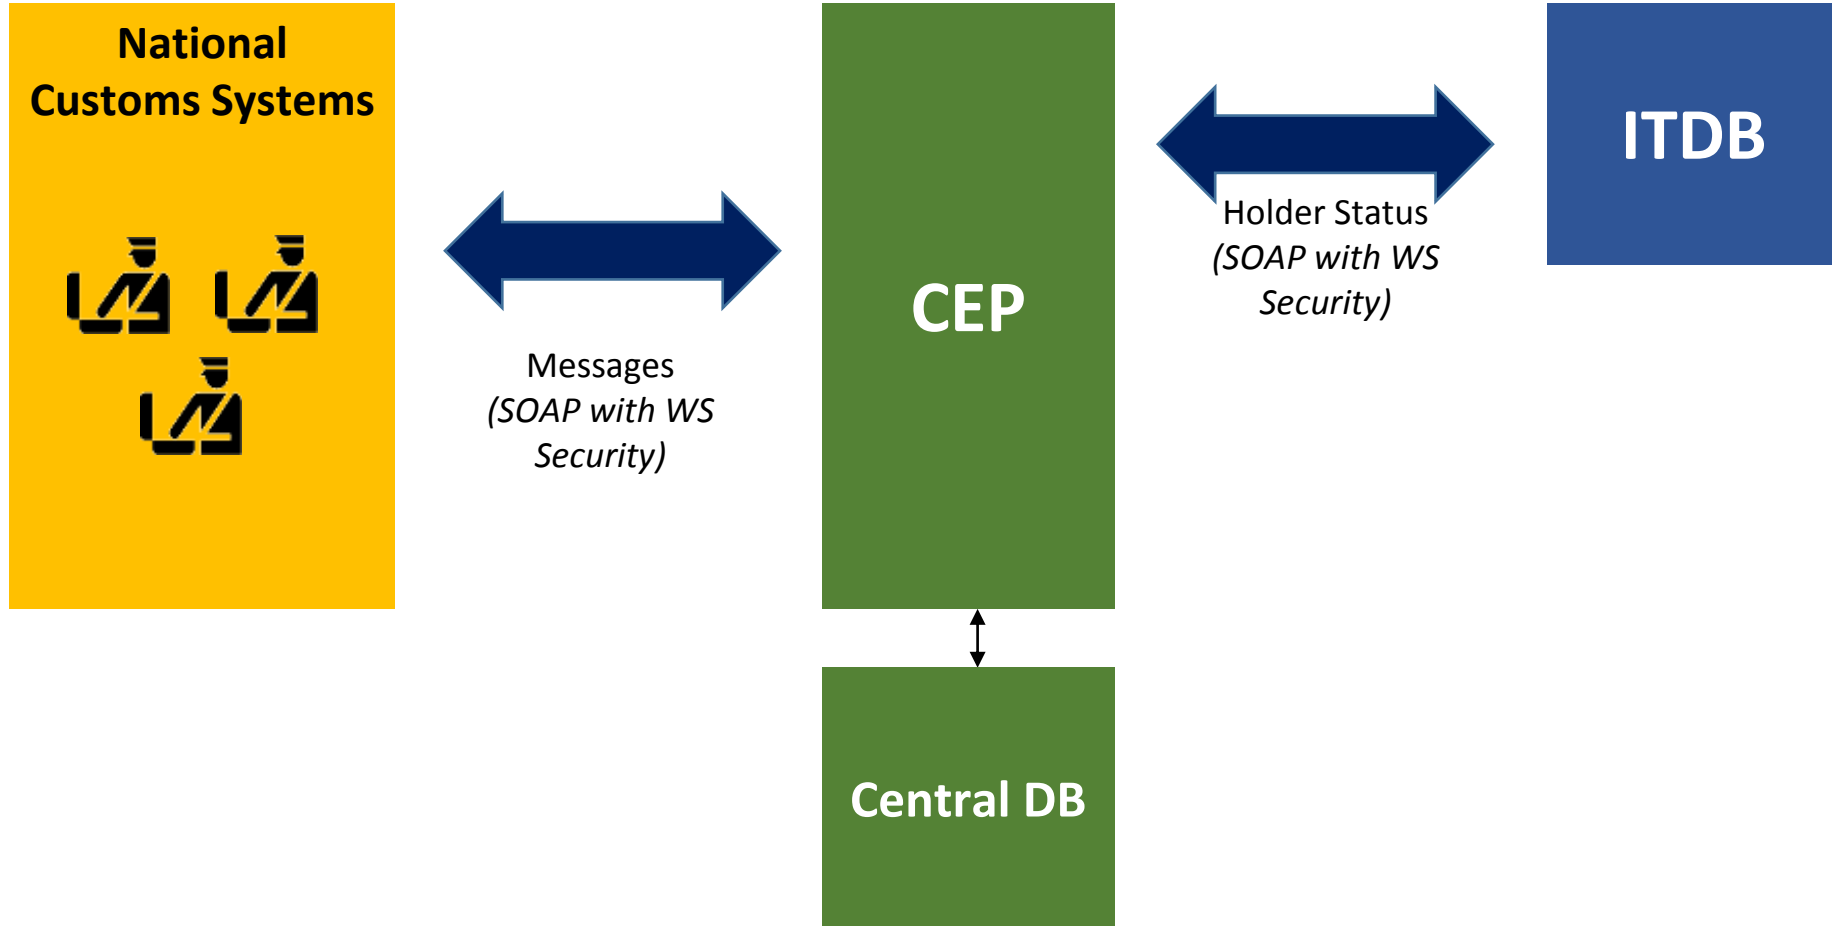 National
Customs Systems
Messages
(SOAP with WS
Security)
CEP
Holder Status
(SOAP with WS
Security)
ITDB
Central DB